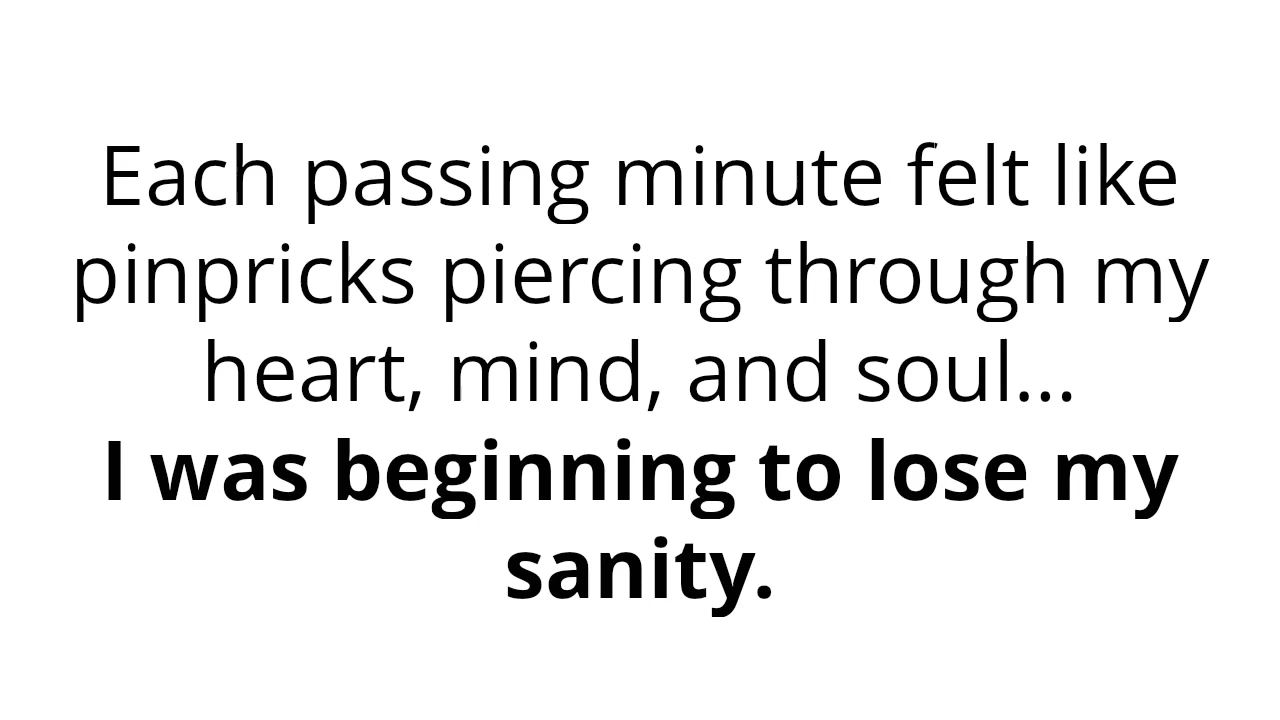 Each passing minute felt like
pinpricks piercing through my
heart, mind, and soul...
I was beginning to lose my
sanity.